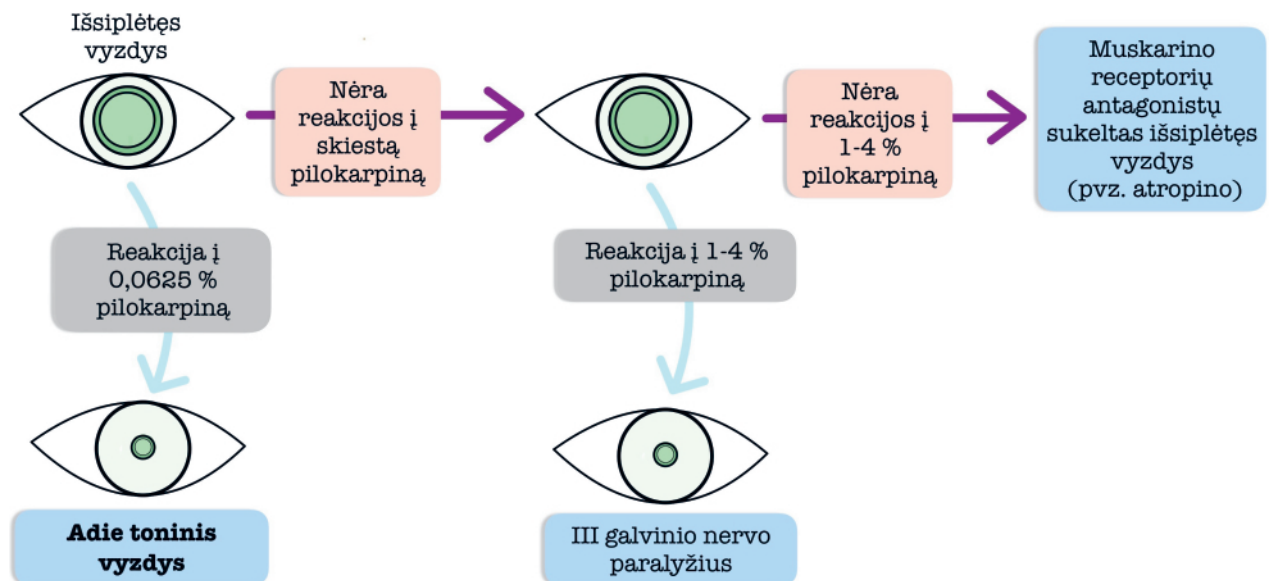 Išsiplėtęs
vyzdys
Nėra
reakcijos į
skiestą
pilokarpiną
Nėra
reakcijos į
1-4 %
pilokarpiną
Muskarino
receptorių
antagonistų
sukeltas išsiplėtęs
vyzdys
(pvz. atropino)
Reakcija į
0,0625 %
pilokarpiną
Reakcija į 1-4 %
pilokarpiną
Adie toninis
vyzdys
III galvinio nervo
paralyžius